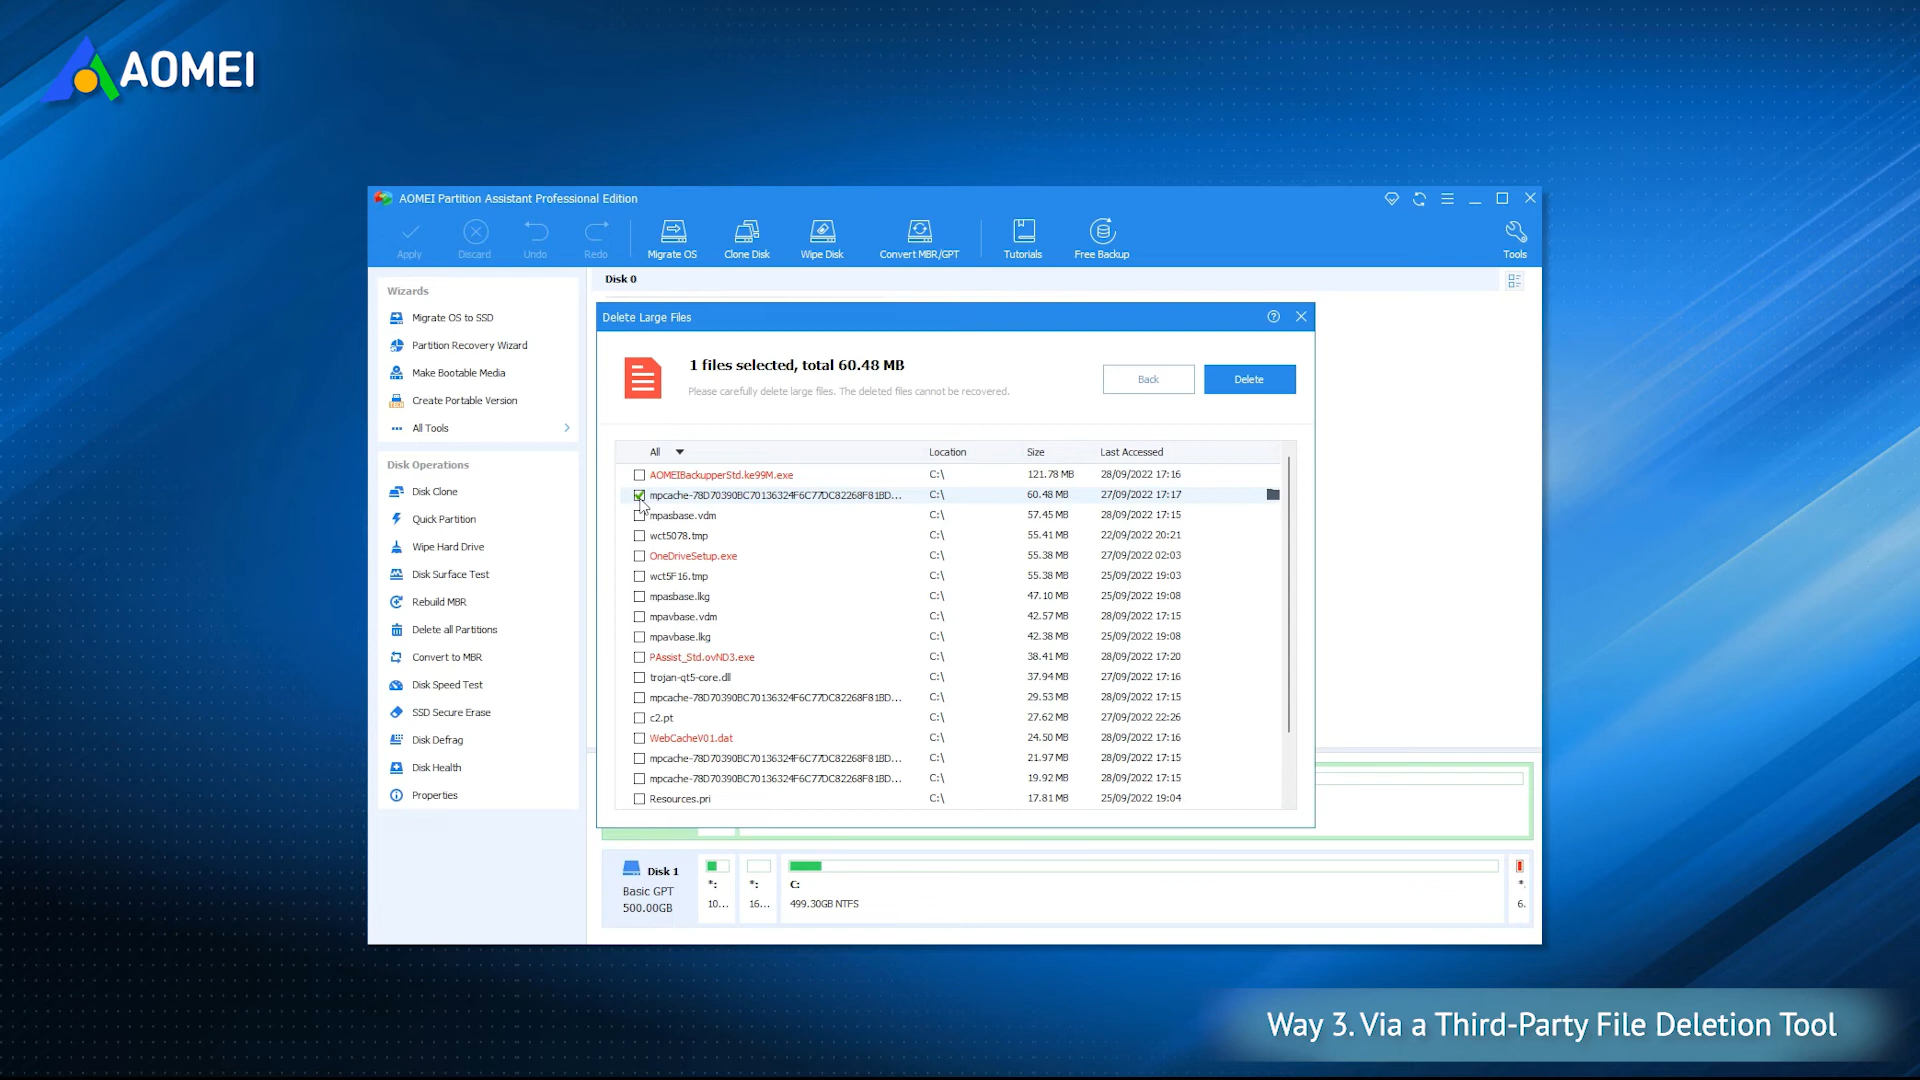 AOMEI
AOMEI Partition Assistant Professional Edition
Apply
Discard
Undo
Redo
Migrate OS
Clone Disk
Wipe Disk
Convert MBR/GPT
Tutorials
Free Backup
Tools
Wizards
Migrate OS to SSD
Partition Recovery Wizard
Make Bootable Media
Create Portable Version
All Tools
Disk Operations
Disk Clone
Quick Partition
Wipe Hard Drive
Disk Surface Test
Rebuild MBR
Delete all Partitions
Convert to MBR
Disk Speed Test
SSD Secure Erase
Disk Defrag
Disk Health
Properties
Disk 0
Delete Large Files
1 files selected, total 60.48 MB
Please carefully delete large files. The deleted files cannot be recovered.
Back
Delete
All Location Size Last Accessed
AOMEIBackupperStd.ke99M.exe C:\ 121.78 MB 28/09/2022 17:16
mpcache-78D70390BC70136324F6C77DC82268F81BD... C:\ 60.48 MB 27/09/2022 17:17
mpasbase.vdm C:\ 57.45 MB 28/09/2022 17:15
wct5078.tmp C:\ 55.41 MB 22/09/2022 20:21
OneDriveSetup.exe C:\ 55.38 MB 27/09/2022 02:03
wct5F16.tmp C:\ 55.38 MB 25/09/2022 19:03
mpasbase.lkg C:\ 47.10 MB 25/09/2022 19:08
mpavbase.vdm C:\ 42.57 MB 28/09/2022 17:15
mpavbase.lkg C:\ 42.38 MB 25/09/2022 19:08
PAssist_Std.ovND3.exe C:\ 38.41 MB 28/09/2022 17:20
trojan-qt5-core.dll C:\ 37.94 MB 27/09/2022 17:16
mpcache-78D70390BC70136324F6C77DC82268F81BD... C:\ 29.53 MB 28/09/2022 17:15
c2.pt C:\ 27.62 MB 27/09/2022 22:26
WebCacheV01.dat C:\ 24.50 MB 28/09/2022 17:16
mpcache-78D70390BC70136324F6C77DC82268F81BD... C:\ 21.97 MB 28/09/2022 17:15
mpcache-78D70390BC70136324F6C77DC82268F81BD... C:\ 19.92 MB 28/09/2022 17:15
Resources.pri C:\ 17.81 MB 25/09/2022 19:04
Disk 1
Basic GPT
500.00GB
*:
10...
*:
16...
C:
499.30GB NTFS
*.
6.
Way 3. Via a Third-Party File Deletion Tool